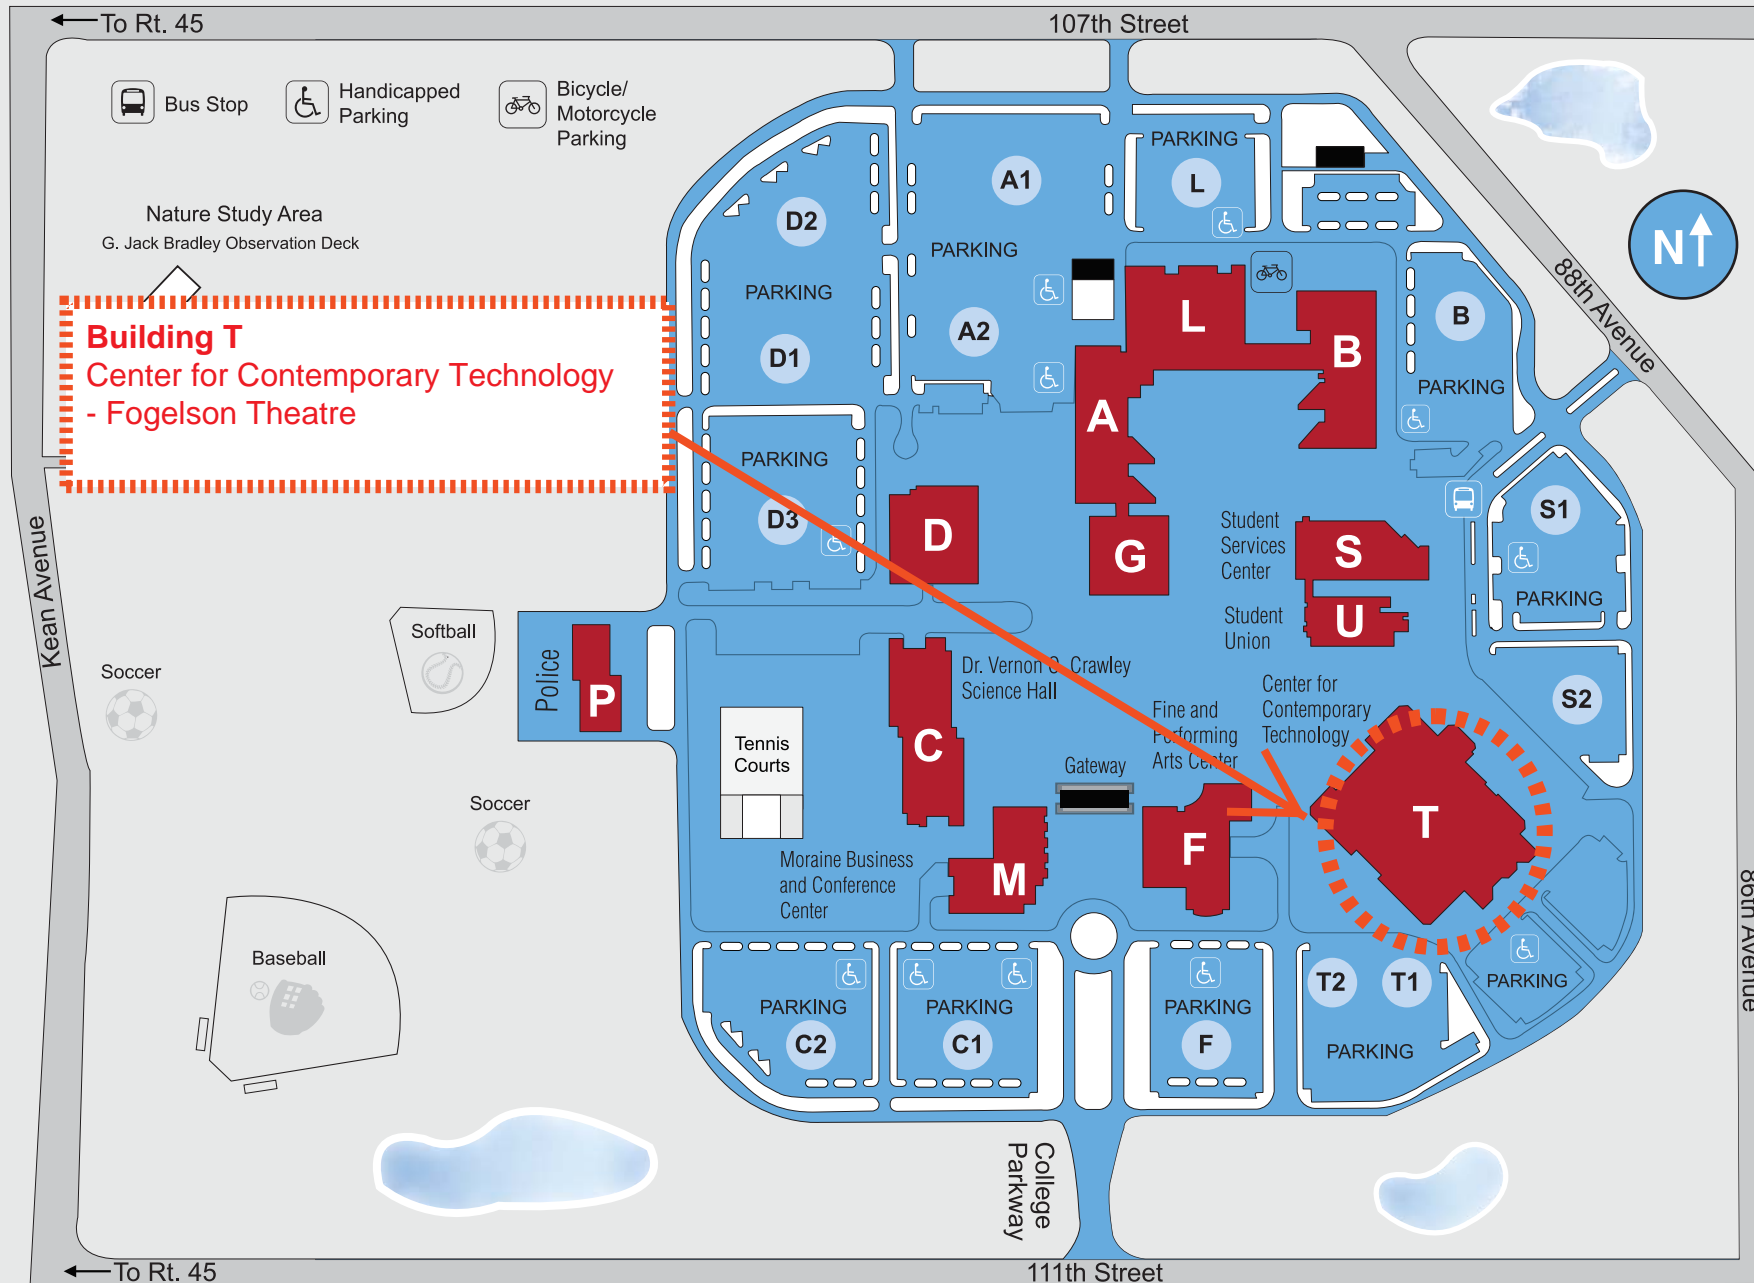 To Rt. 45
107th Street
Bus Stop
Handicapped
Parking
Bicycle/
Motorcycle
Parking
Nature Study Area
G. Jack Bradley Observation Deck
Building T
Center for Contemporary Technology
- Fogelson Theatre
D2
PARKING
D1
PARKING
D3
A1
PARKING
A2
PARKING
L
N
88th Avenue
B
PARKING
L
B
A
G
D
S1
PARKING
S2
Student
Services
Center
S
Student
Union
U
Kean Avenue
Soccer
Softball
Police
P
Tennis
Courts
Dr. Vernon O. Crawley
Science Hall
C
Fine and
Performing
Arts Center
Center for
Contemporary
Technology
Gateway
T
F
M
Moraine Business
and Conference
Center
Soccer
Baseball
86th Avenue
PARKING
C2
PARKING
C1
PARKING
F
T2
T1
PARKING
PARKING
College
Parkway
To Rt. 45
111th Street